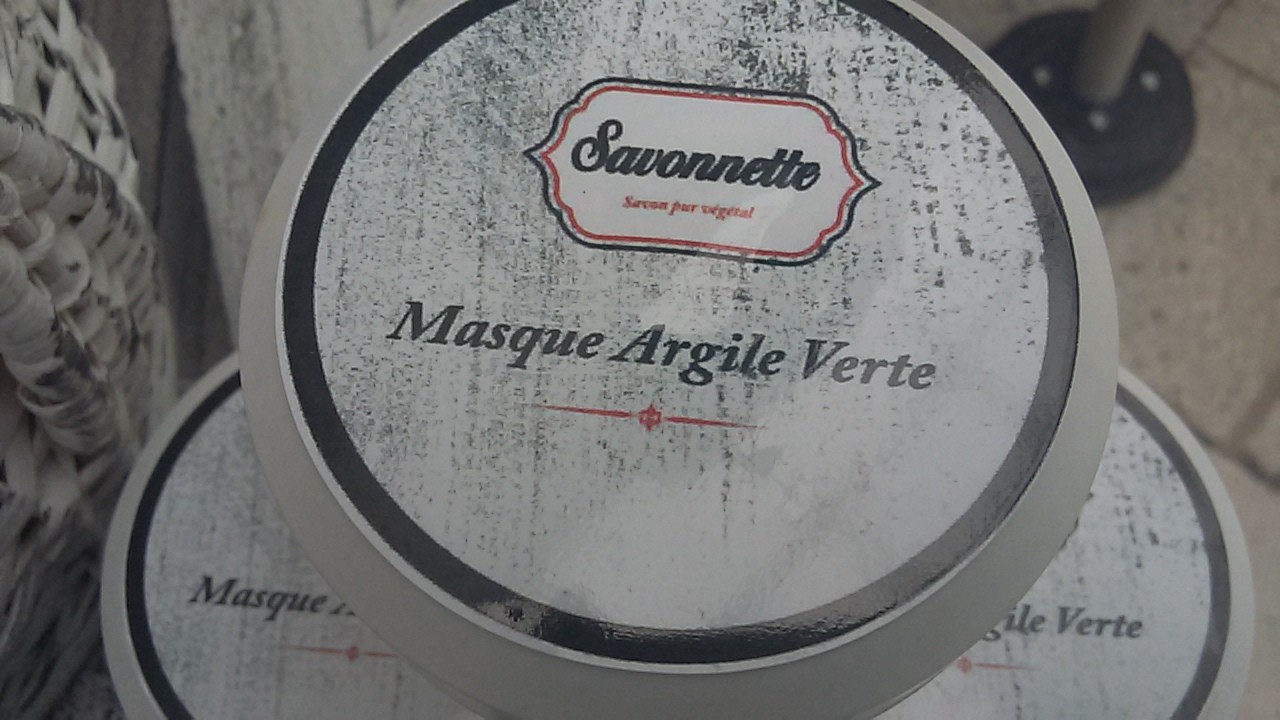 Savonnette
Savon pur végétal
Masque Argile Verte
Masque
gile Verte